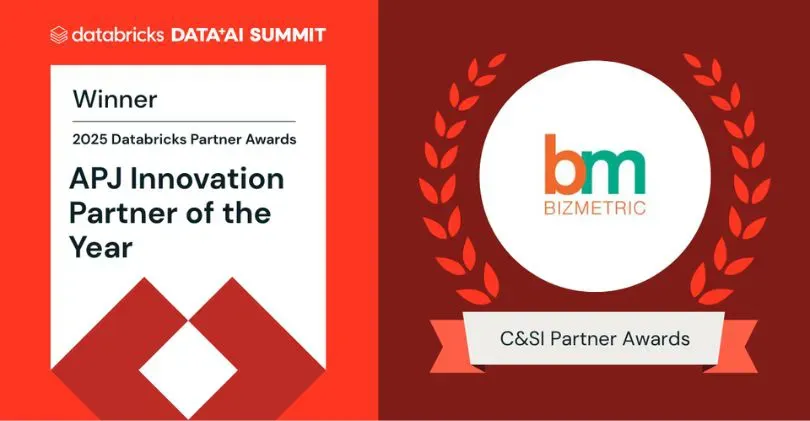 databricks DATA+AI SUMMIT
Winner
2025 Databricks Partner Awards
APJ Innovation
Partner of the
Year
bm
BIZMETRIC
C&SI Partner Awards